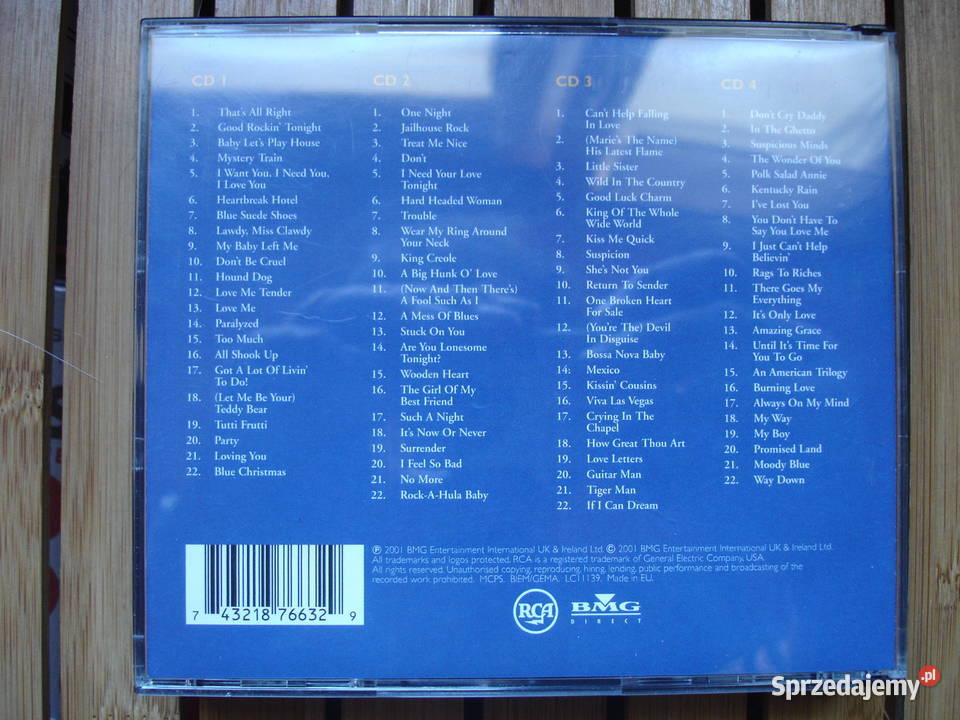 CD 1
1. That's All Right
2. Good Rockin' Tonight
3. Baby Let's Play House
4. Mystery Train
5. I Want You, I Need You,
I Love You
6. Heartbreak Hotel
7. Blue Suede Shoes
8. Lawdy, Miss Clawdy
9. My Baby Left Me
10. Don't Be Cruel
11. Hound Dog
12. Love Me Tender
13. Love Me
14. Paralyzed
15. Too Much
16. All Shook Up
17. Got A Lot Of Livin'
To Do!
18. (Let Me Be Your)
Teddy Bear
19. Tutti Frutti
20. Party
21. Loving You
22. Blue Christmas
CD 2
1. One Night
2. Jailhouse Rock
3. Treat Me Nice
4. Don't
5. I Need Your Love
Tonight
6. Hard Headed Woman
7. Trouble
8. Wear My Ring Around
Your Neck
9. King Creole
10. A Big Hunk O' Love
11. (Now And Then There's)
A Fool Such As I
12. A Mess Of Blues
13. Stuck On You
14. Are You Lonesome
Tonight?
15. Wooden Heart
16. The Girl Of My
Best Friend
17. Such A Night
18. It's Now Or Never
19. Surrender
20. I Feel So Bad
21. No More
22. Rock-A-Hula Baby
CD 3
1. Can't Help Falling
In Love
2. (Marie's The Name)
His Latest Flame
3. Little Sister
4. Wild In The Country
5. Good Luck Charm
6. King Of The Whole
Wide World
7. Kiss Me Quick
8. Suspicion
9. She's Not You
10. Return To Sender
11. One Broken Heart
For Sale
12. (You're The) Devil
In Disguise
13. Bossa Nova Baby
14: Mexico
15. Kissin' Cousins
16. Viva Las Vegas
17. Crying In The
Chapel
18. How Great Thou Art
19. Love Letters
20. Guitar Man
21. Tiger Man
22. If I Can Dream
CD 4
1. Don't Cry Daddy
2. In The Ghetto
3. Suspicious Minds
4. The Wonder Of You
5. Polk Salad Annie
6. Kentucky Rain
7. I've Lost You
8. You Don't Have To
Say You Love Me
9. I Just Can't Help
Believin'
10. Rags To Riches
11. There Goes My
Everything
12. It's Only Love
13. Amazing Grace
14. Until It's Time For
You To Go
15. An American Trilogy
16. Burning Love
17. Always On My Mind
18. My Way
19. My Boy
20. Promised Land
21. Moody Blue
22. Way Down
7 43218 76632 9
℗ 2001 BMG Entertainment International UK & Ireland Ltd. © 2001 BMG Entertainment International UK & Ireland Ltd.
All trademarks and logos protected. RCA is a registered trademark of General Electric Company, USA.
All rights reserved. Unauthorised copying, reproducing, hiring, lending, public performance and broadcasting of the
recorded work prohibited. MCPS. BIEM/GEMA. LC11139. Made in EU.
RCA
BMG
DIRECT
Sprzedajemy.pl